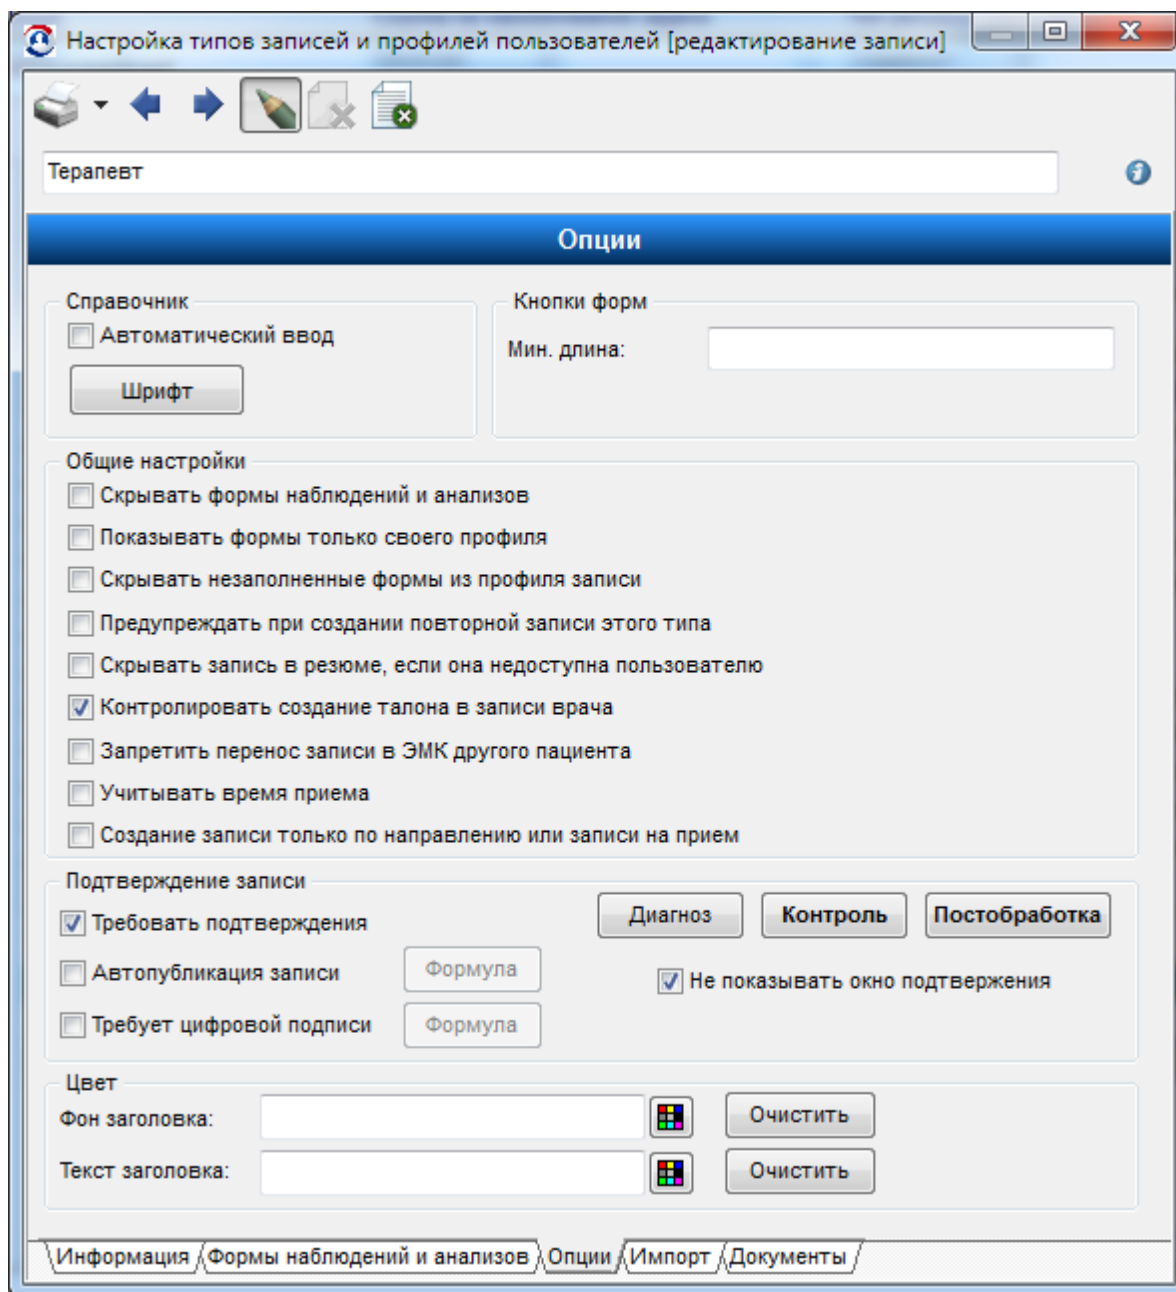 Настройка типов записей и профилей пользователей [редактирование записи]
Терапевт
Опции
Справочник
Автоматический ввод
Шрифт
Кнопки форм
Мин. длина:
Общие настройки
Скрывать формы наблюдений и анализов
Показывать формы только своего профиля
Скрывать незаполненные формы из профиля записи
Предупреждать при создании повторной записи этого типа
Скрывать запись в резюме, если она недоступна пользователю
Контролировать создание талона в записи врача
Запретить перенос записи в ЭМК другого пациента
Учитывать время приема
Создание записи только по направлению или записи на прием
Подтверждение записи
Требовать подтверждения Диагноз Контроль Постобработка
Автопубликация записи Формула Не показывать окно подтвержения
Требует цифровой подписи Формула
Цвет
Фон заголовка: Очистить
Текст заголовка: Очистить
Информация Формы наблюдений и анализов Опции Импорт Документы